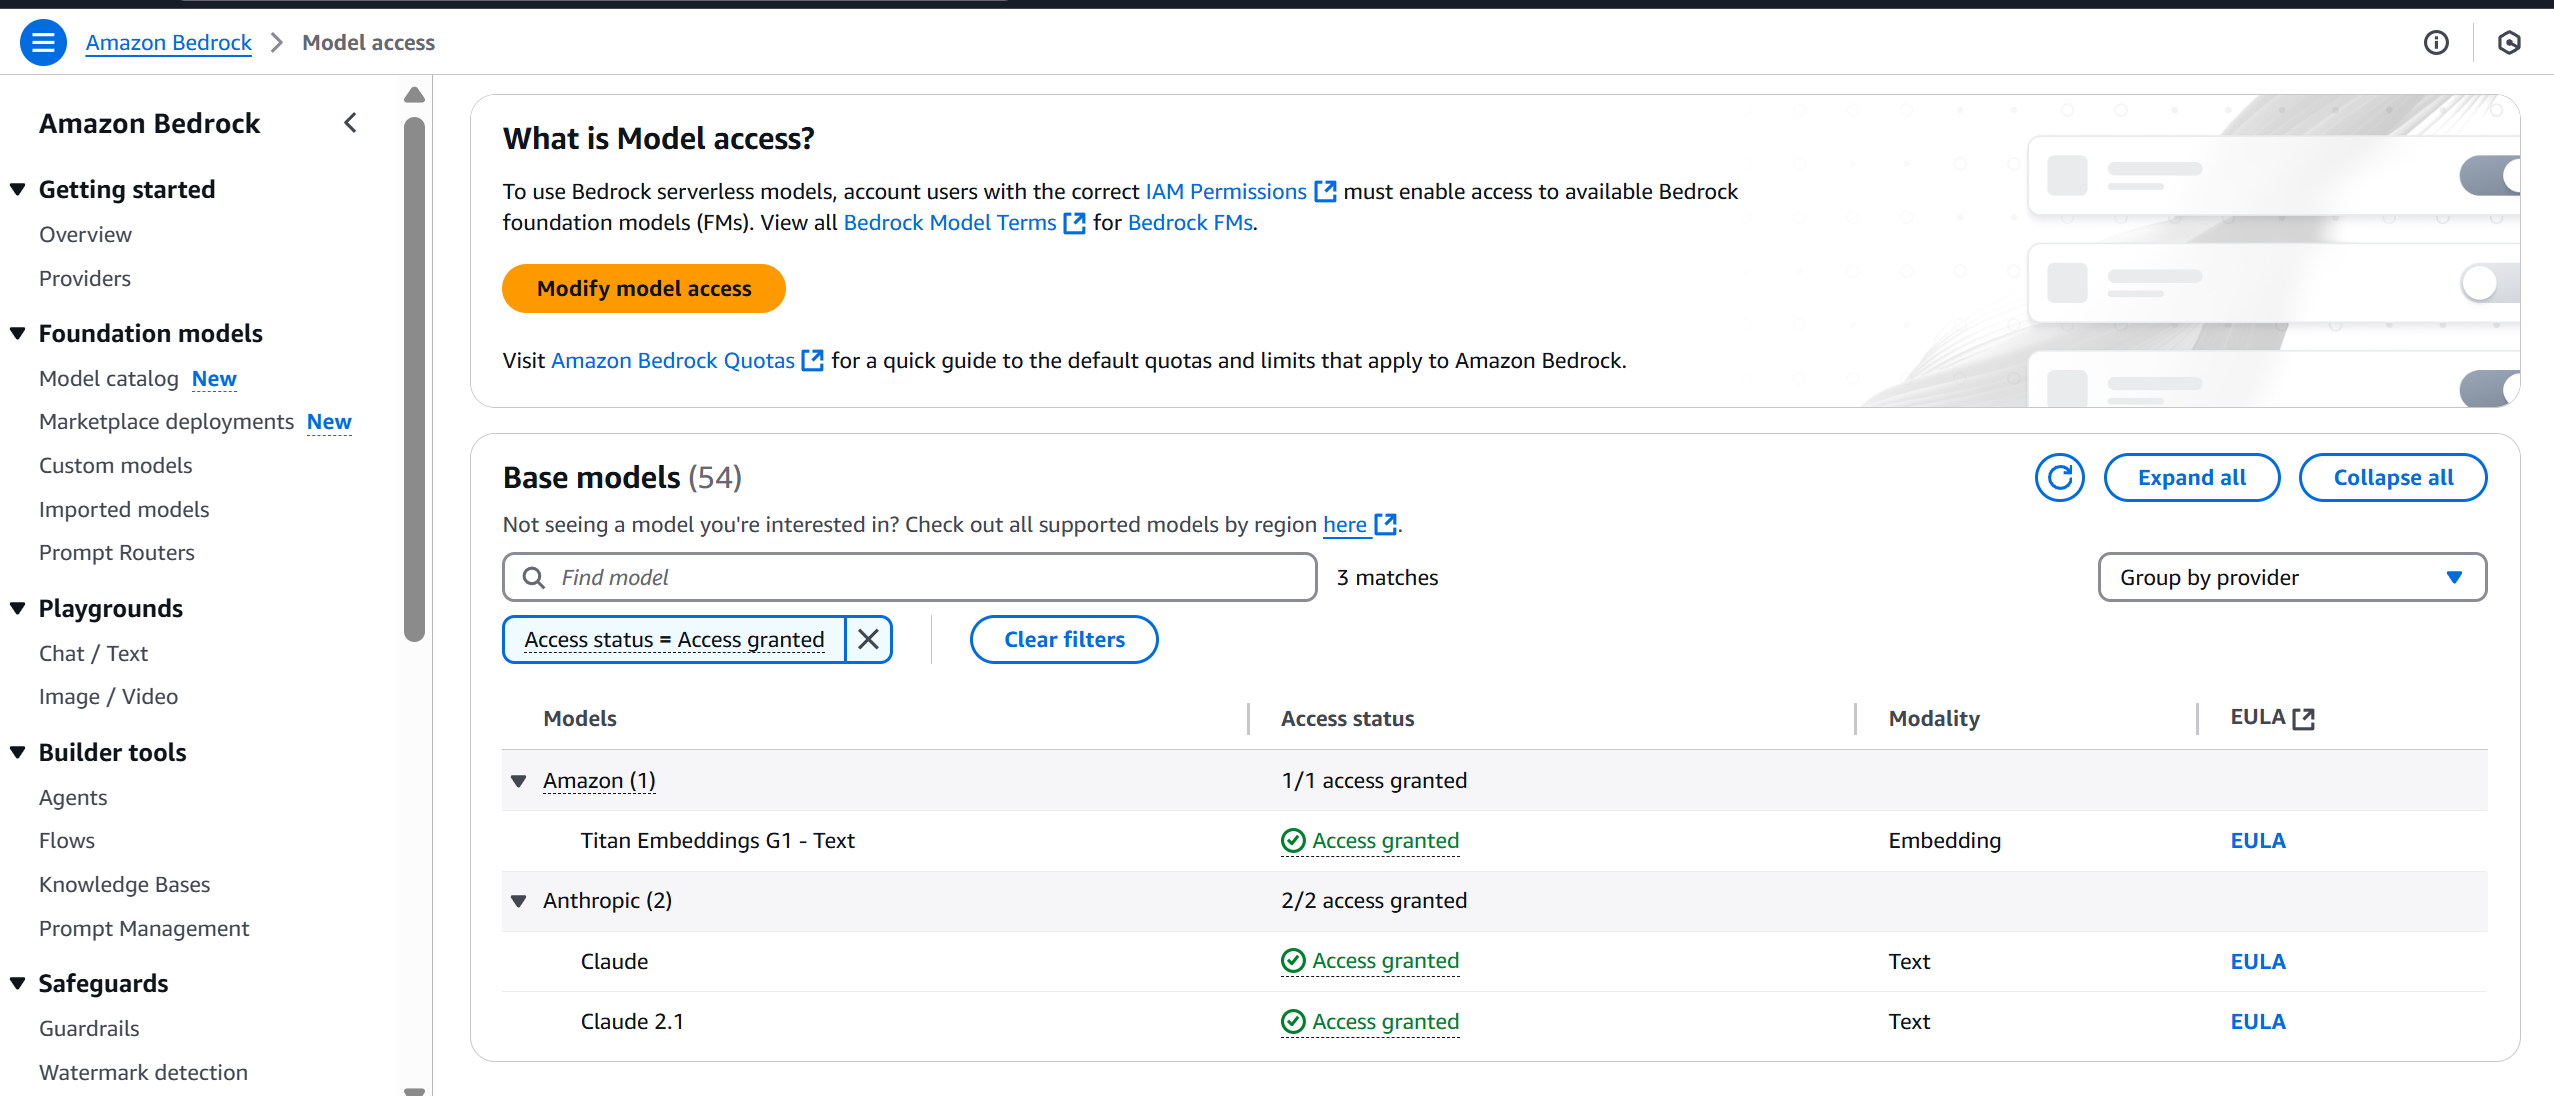 Amazon Bedrock > Model access
Amazon Bedrock
Getting started
Overview
Providers
Foundation models
Model catalog New
Marketplace deployments New
Custom models
Imported models
Prompt Routers
Playgrounds
Chat / Text
Image / Video
Builder tools
Agents
Flows
Knowledge Bases
Prompt Management
Safeguards
Guardrails
Watermark detection
What is Model access?
To use Bedrock serverless models, account users with the correct IAM Permissions must enable access to available Bedrock
foundation models (FMs). View all Bedrock Model Terms for Bedrock FMs.
Modify model access
Visit Amazon Bedrock Quotas for a quick guide to the default quotas and limits that apply to Amazon Bedrock.
Base models (54)
Expand all
Collapse all
Not seeing a model you're interested in? Check out all supported models by region here.
Find model
3 matches
Group by provider
Access status = Access granted
Clear filters
Models Access status Modality EULA
Amazon (1) 1/1 access granted
Titan Embeddings G1 - Text Access granted Embedding EULA
Anthropic (2) 2/2 access granted
Claude Access granted Text EULA
Claude 2.1 Access granted Text EULA